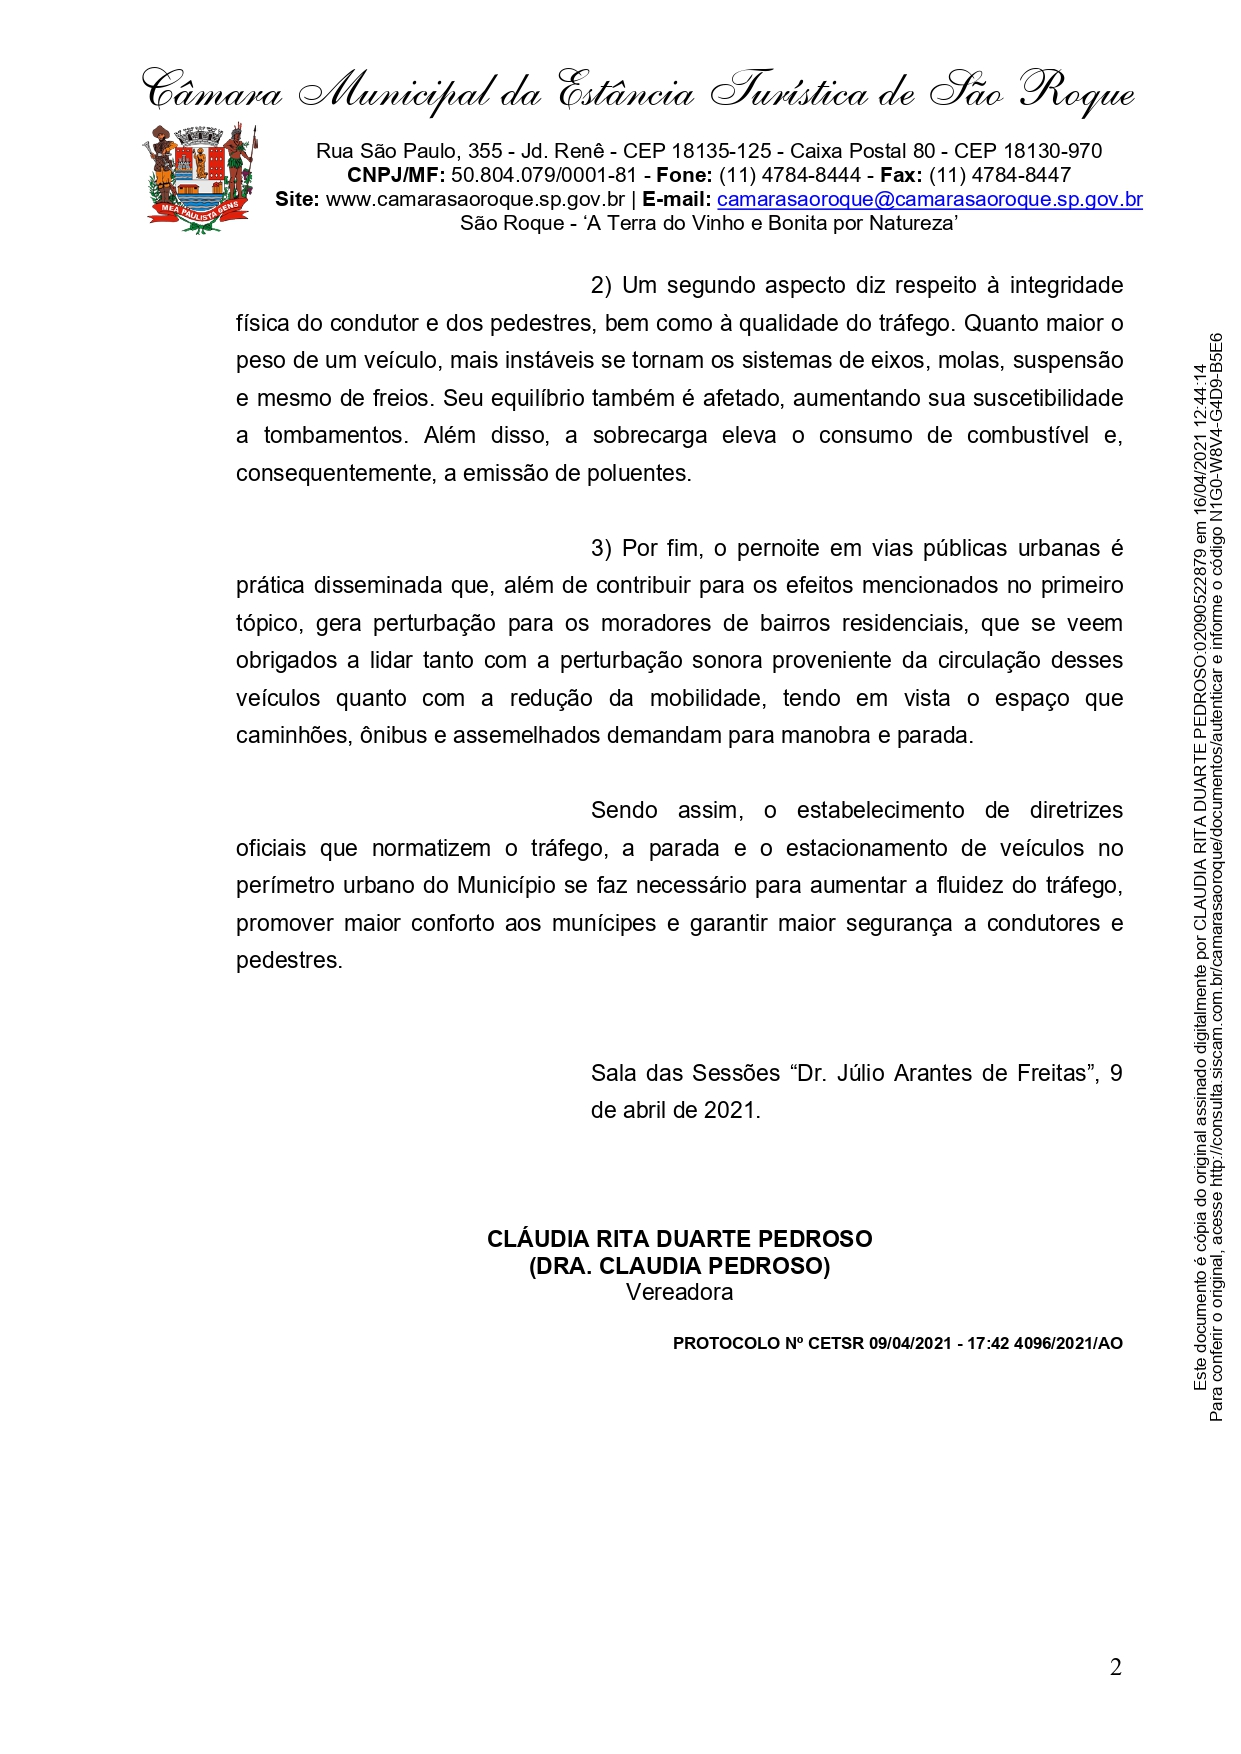 Câmara Municipal da Estância Turística de São Roque
MEA PAULISTA GENS
Rua São Paulo, 355 - Jd. Renê - CEP 18135-125 - Caixa Postal 80 - CEP 18130-970
CNPJ/MF: 50.804.079/0001-81 - Fone: (11) 4784-8444 - Fax: (11) 4784-8447
Site: www.camarasaoroque.sp.gov.br | E-mail: camarasaoroque@camarasaoroque.sp.gov.br
São Roque - ‘A Terra do Vinho e Bonita por Natureza’
2) Um segundo aspecto diz respeito à integridade
física do condutor e dos pedestres, bem como à qualidade do tráfego. Quanto maior o
peso de um veículo, mais instáveis se tornam os sistemas de eixos, molas, suspensão
e mesmo de freios. Seu equilíbrio também é afetado, aumentando sua suscetibilidade
a tombamentos. Além disso, a sobrecarga eleva o consumo de combustível e,
consequentemente, a emissão de poluentes.
3) Por fim, o pernoite em vias públicas urbanas é
prática disseminada que, além de contribuir para os efeitos mencionados no primeiro
tópico, gera perturbação para os moradores de bairros residenciais, que se veem
obrigados a lidar tanto com a perturbação sonora proveniente da circulação desses
veículos quanto com a redução da mobilidade, tendo em vista o espaço que
caminhões, ônibus e assemelhados demandam para manobra e parada.
Sendo assim, o estabelecimento de diretrizes
oficiais que normatizem o tráfego, a parada e o estacionamento de veículos no
perímetro urbano do Município se faz necessário para aumentar a fluidez do tráfego,
promover maior conforto aos munícipes e garantir maior segurança a condutores e
pedestres.
Sala das Sessões “Dr. Júlio Arantes de Freitas”, 9
de abril de 2021.
CLÁUDIA RITA DUARTE PEDROSO
(DRA. CLAUDIA PEDROSO)
Vereadora
PROTOCOLO Nº CETSR 09/04/2021 - 17:42 4096/2021/AO
2
Este documento é cópia do original assinado digitalmente por CLAUDIA RITA DUARTE PEDROSO:02090522879 em 16/04/2021 12:44:14
Para conferir o original, acesse http://consulta.siscam.com.br/camarasaoroque/documentos/autenticar e informe o código N1G0-W8V4-G4D9-B5E6